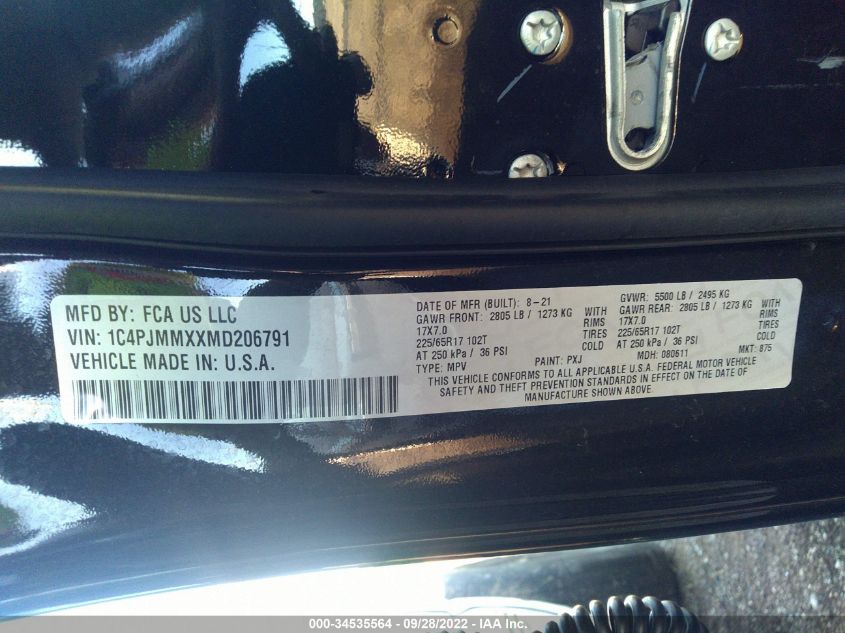 MFD BY: FCA US LLC
VIN: 1C4PJMMXXMD206791
VEHICLE MADE IN U.S.A.
DATE OF MFR (BUILT): 8-21
GAWR FRONT: 2805 LB / 1273 KG
17X7.0 RIMS
225/65R17 102T TIRES
AT 250 kPa / 36 PSI COLD
TYPE: MPV
PAINT: PXJ
GVWR: 5500 LB / 2495 KG
GAWR REAR: 2805 LB / 1273 KG
17X7.0 RIMS
225/65R17 102T TIRES
AT 250 kPa / 36 PSI COLD
MDH: 080611
MKT: 875
THIS VEHICLE CONFORMS TO ALL APPLICABLE U.S.A. FEDERAL MOTOR VEHICLE
SAFETY AND THEFT PREVENTION STANDARDS IN EFFECT ON THE DATE OF
MANUFACTURE SHOWN ABOVE.
000-34535564 / 09/28/2022 — IAA Inc.